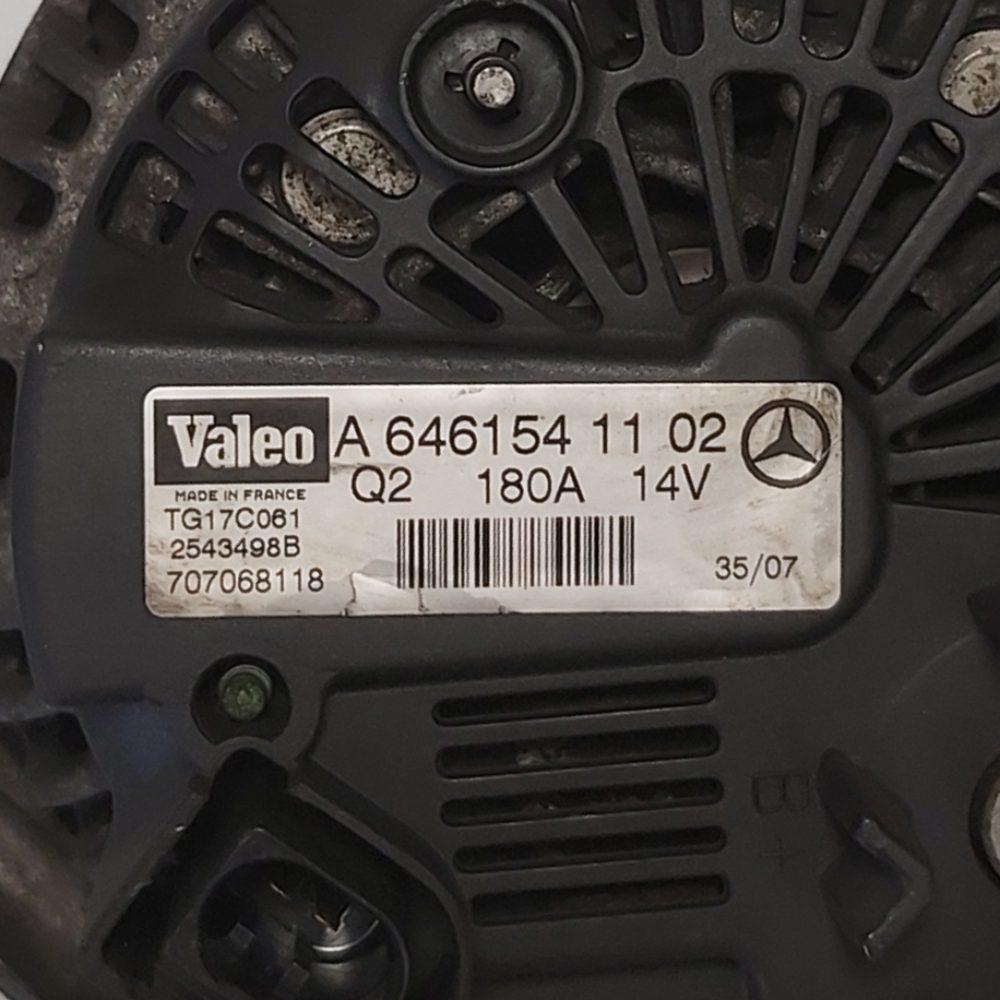 Valeo A 646154 11 02
MADE IN FRANCE Q2 180A 14V
TG17C061
2543498B
707068118 35/07
B+